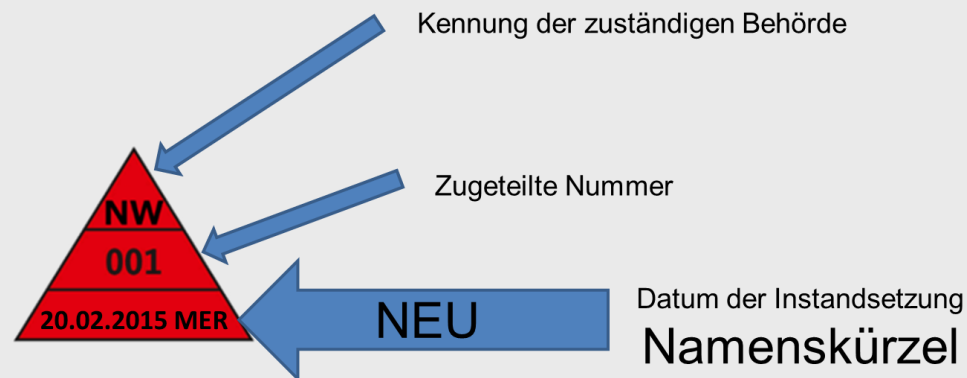 Kennung der zuständigen Behörde
Zugeteilte Nummer
NW
001
20.02.2015 MER
NEU
Datum der Instandsetzung
Namenskürzel